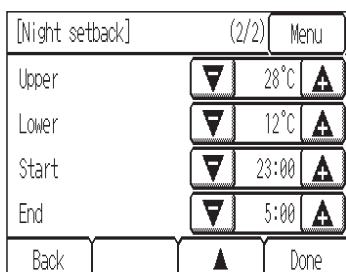 [Night setback] (2/2) Menu
Upper 28°C
Lower 12°C
Start 23:00
End 5:00
Back Done